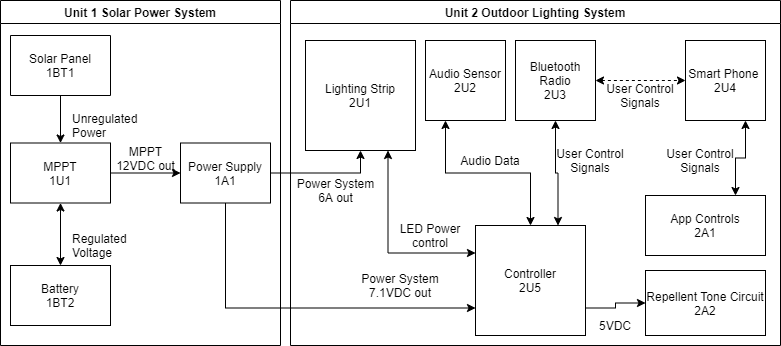 Unit 1 Solar Power System
Solar Panel
1BT1
Unregulated
Power
MPPT
1U1
MPPT
12VDC out
Power Supply
1A1
Regulated
Voltage
Battery
1BT2
Unit 2 Outdoor Lighting System
Lighting Strip
2U1
Audio Sensor
2U2
Bluetooth
Radio
2U3
User Control
Signals
Smart Phone
2U4
Power System
6A out
Audio Data
User Control
Signals
User Control
Signals
App Controls
2A1
LED Power
control
Controller
2U5
Power System
7.1VDC out
5VDC
Repellent Tone Circuit
2A2